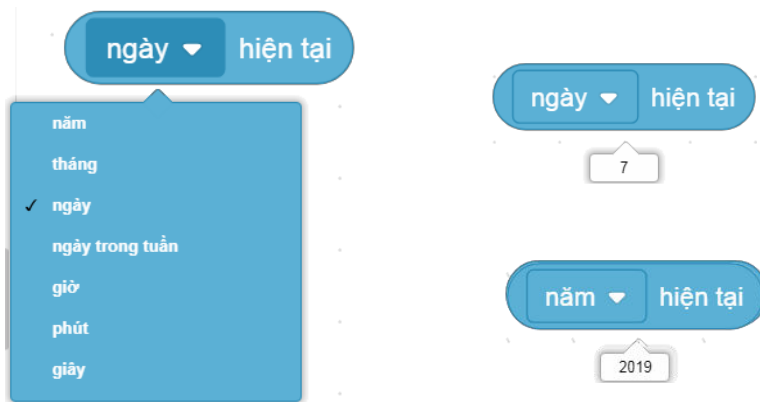 ngày hiện tại
năm
tháng
✓ ngày
ngày trong tuần
giờ
phút
giây
ngày hiện tại
7
năm hiện tại
2019